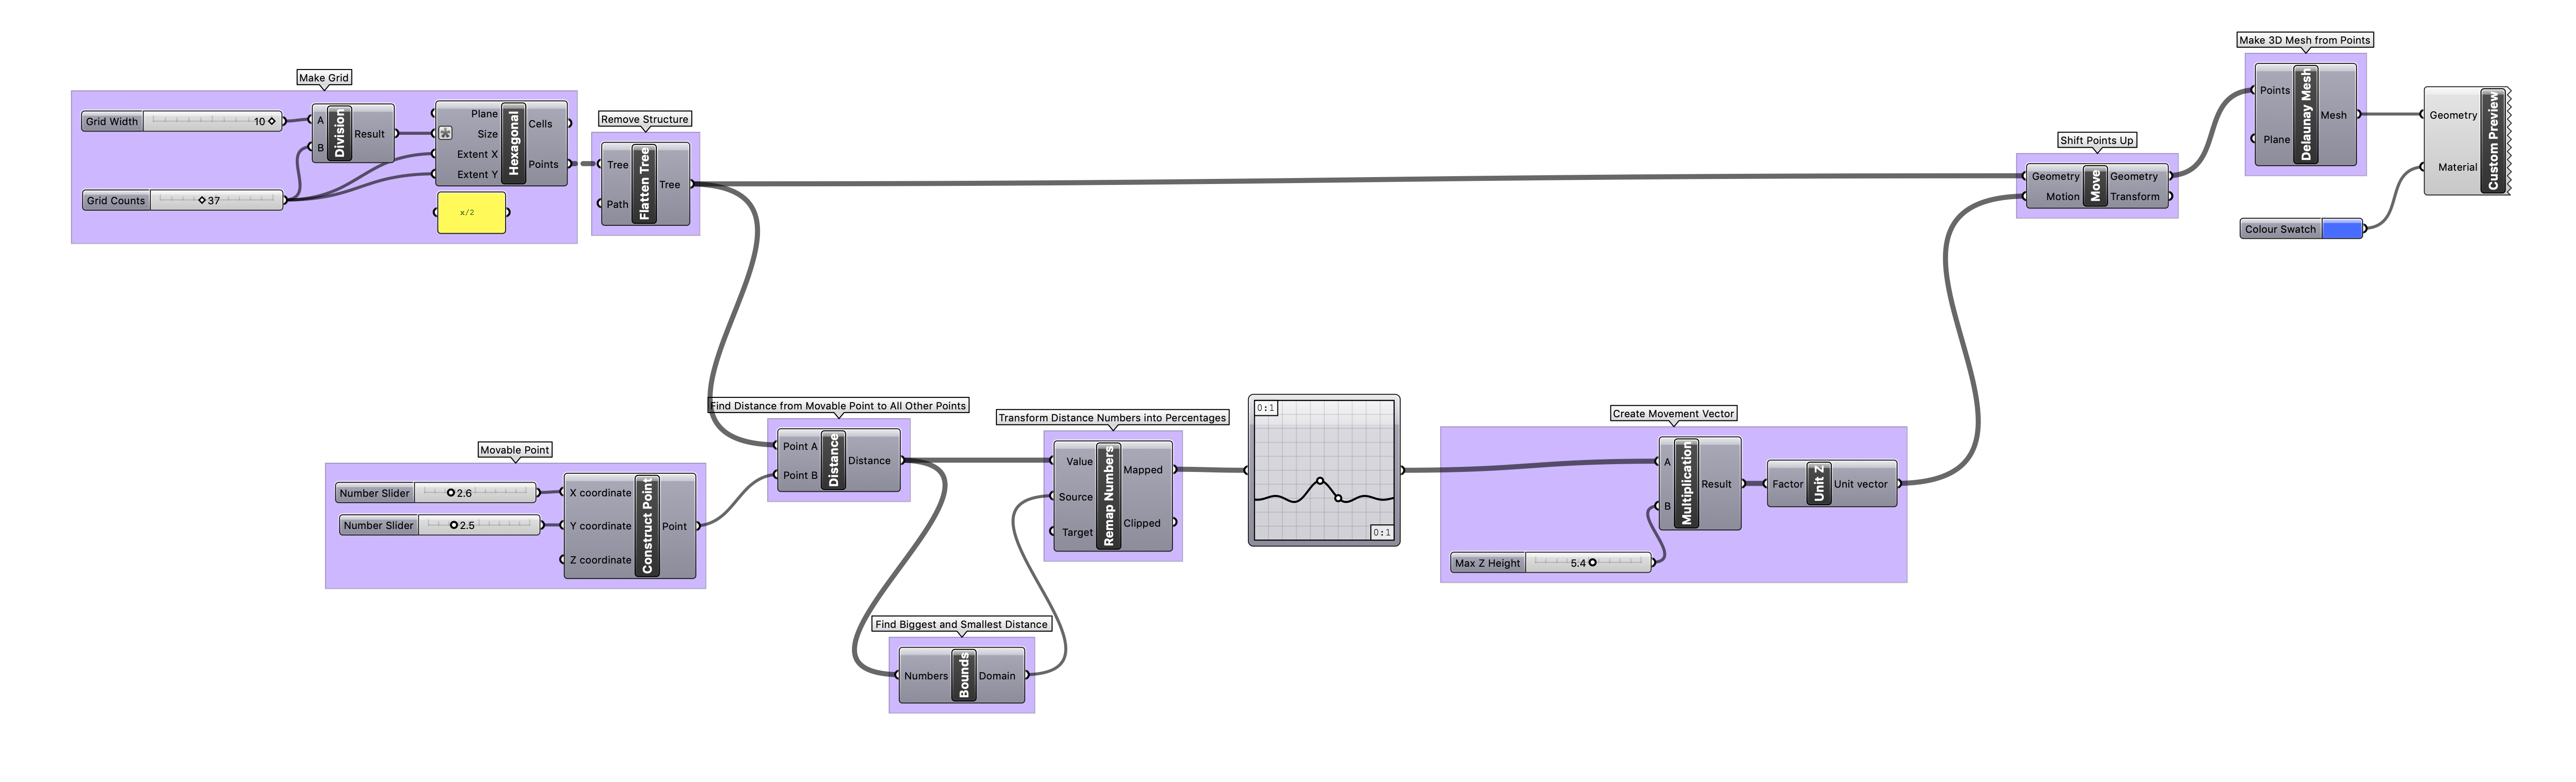 Make Grid
Grid Width
10
Grid Counts
37
A
B
Division
Result
Plane
Size
Extent X
Extent Y
Hexagonal
Cells
Points
x/2
Remove Structure
Tree
Path
Flatten Tree
Tree
Movable Point
Number Slider
2.6
Number Slider
2.5
X coordinate
Y coordinate
Z coordinate
Construct Point
Point
Find Distance from Movable Point to All Other Points
Point A
Point B
Distance
Distance
Find Biggest and Smallest Distance
Numbers
Bounds
Domain
Transform Distance Numbers into Percentages
Value
Source
Target
Remap Numbers
Mapped
Clipped
0:1
0:1
Create Movement Vector
Max Z Height
5.4
A
B
Multiplication
Result
Factor
Unit Z
Unit vector
Shift Points Up
Geometry
Motion
Move
Geometry
Transform
Make 3D Mesh from Points
Points
Plane
Delaunay Mesh
Mesh
Colour Swatch
Geometry
Material
Custom Preview